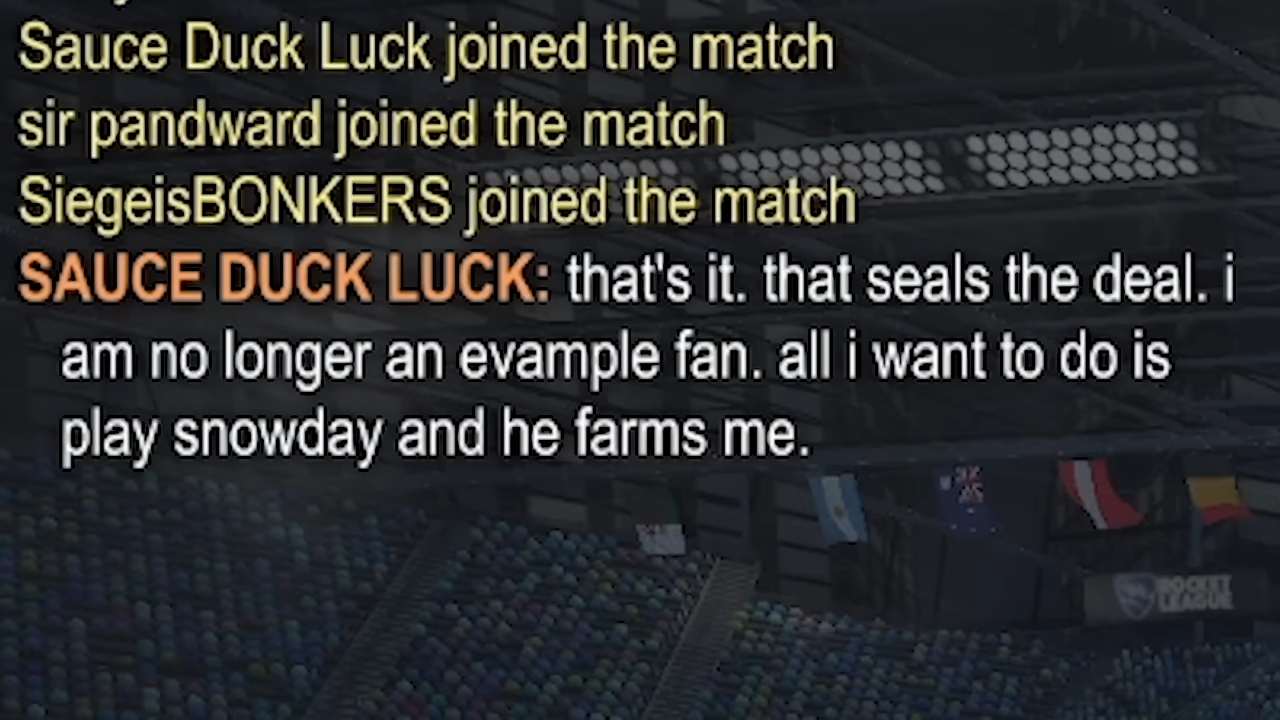 Sauce Duck Luck joined the match
sir pandward joined the match
SiegeisBONKERS joined the match
SAUCE DUCK LUCK: that's it. that seals the deal. i
am no longer an evample fan. all i want to do is
play snowday and he farms me.
ROCKET
LEAGUE